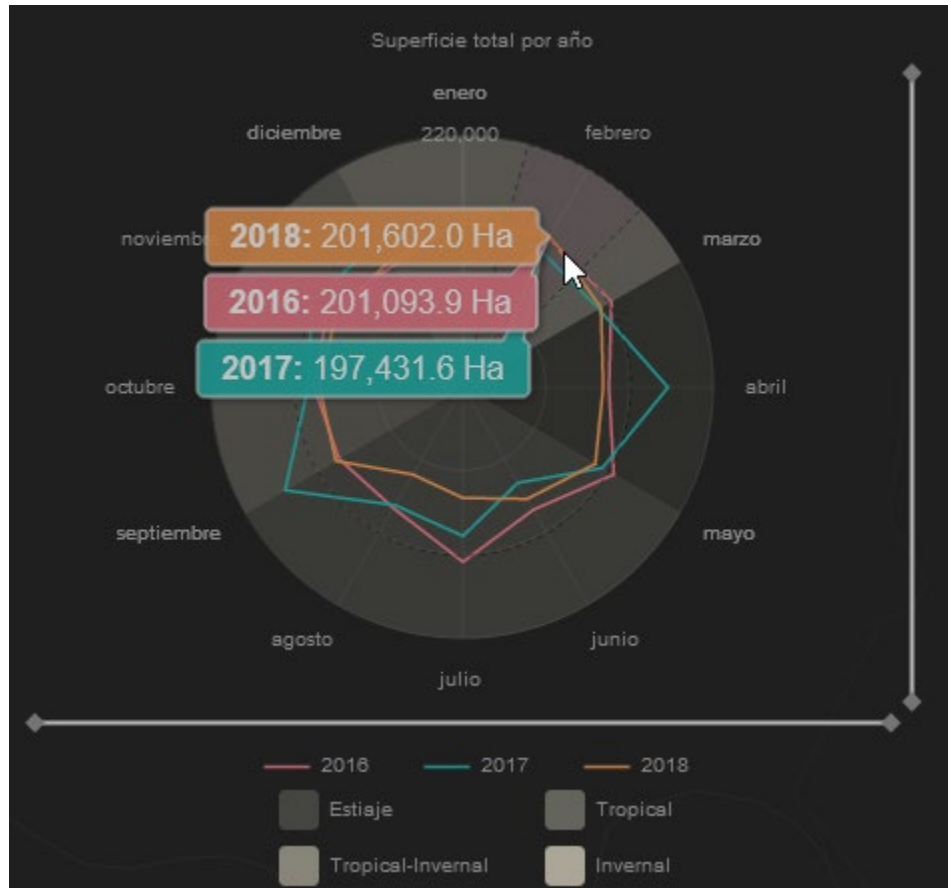 Superficie total por año
enero
diciembre
220,000
febrero
noviemb
2018: 201,602.0 Ha
marzo
2016: 201,093.9 Ha
2017: 197,431.6 Ha
octubre
abril
septiembre
mayo
agosto
junio
julio
2016
2017
2018
Estiaje
Tropical
Tropical-Invernal
Invernal